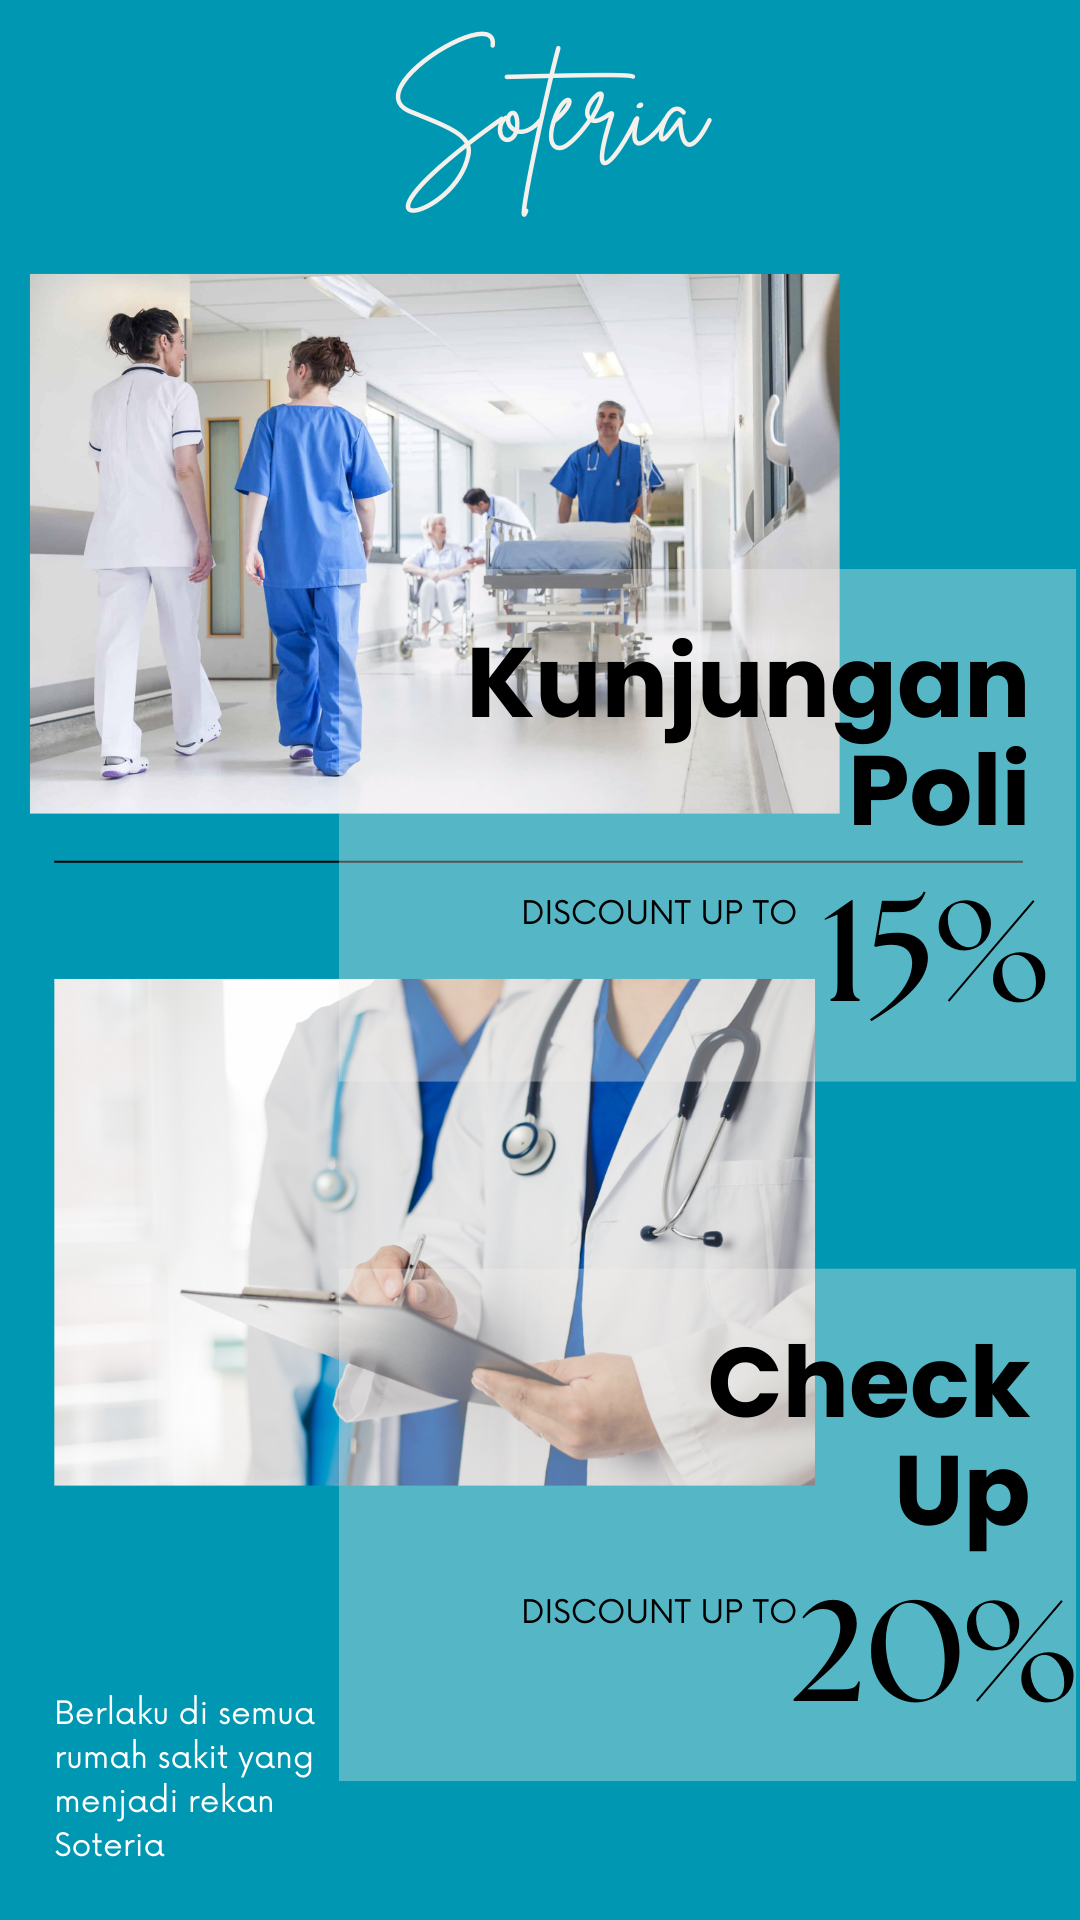 Soteria
Kunjungan
Poli
DISCOUNT UP TO 15%
Check
Up
DISCOUNT UP TO 20%
Berlaku di semua
rumah sakit yang
menjadi rekan
Soteria